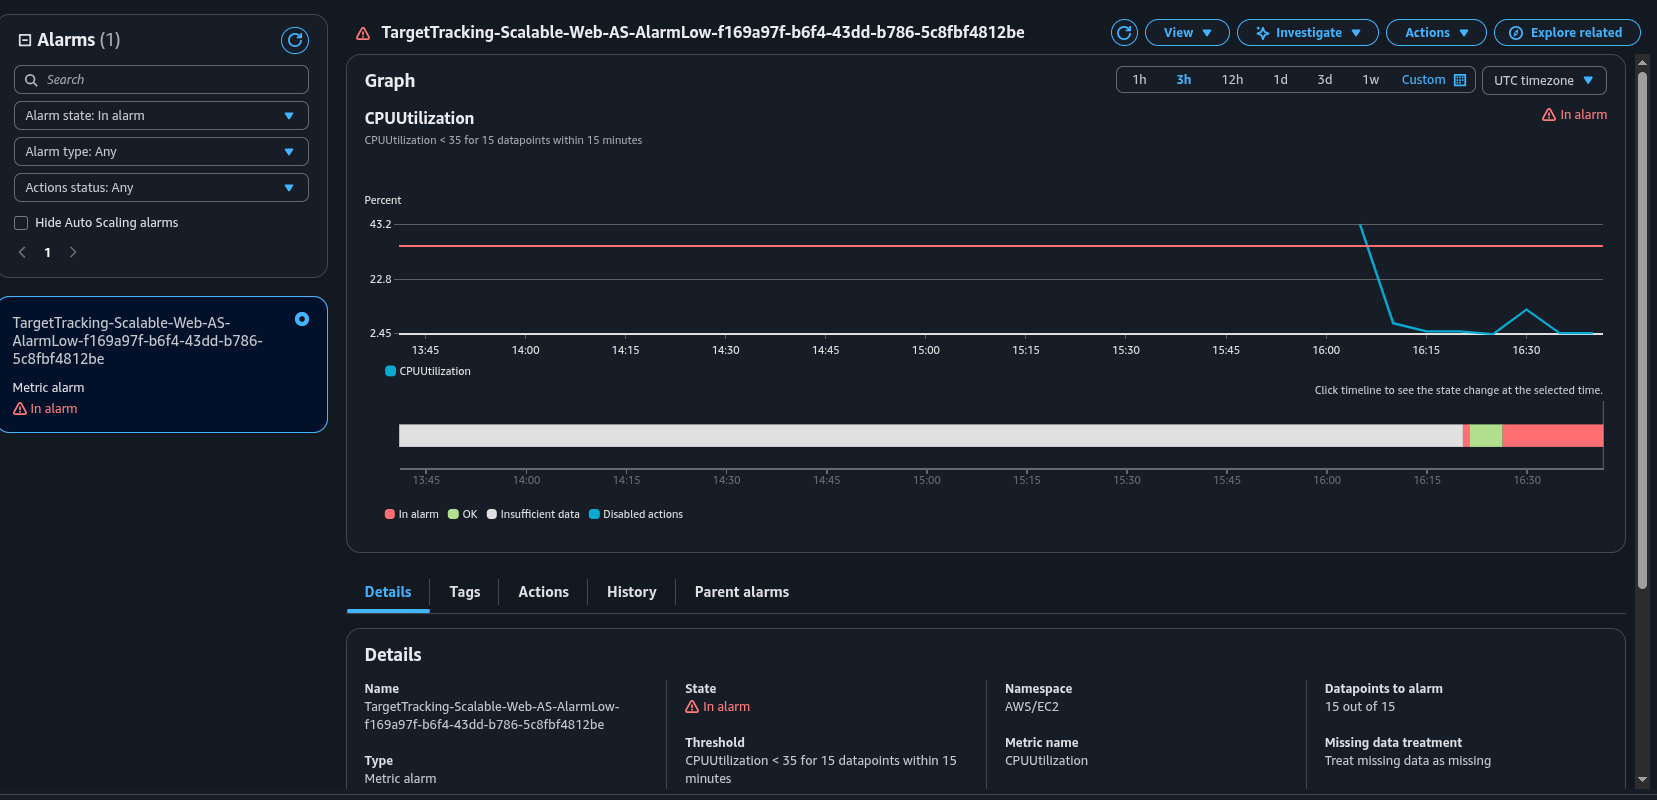 Alarms (1)
Search
Alarm state: In alarm
Alarm type: Any
Actions status: Any
Hide Auto Scaling alarms
1
TargetTracking-Scalable-Web-AS-
AlarmLow-f169a97f-b6f4-43dd-b786-
5c8fbf4812be
Metric alarm
In alarm
TargetTracking-Scalable-Web-AS-AlarmLow-f169a97f-b6f4-43dd-b786-5c8fbf4812be
View
Investigate
Actions
Explore related
Graph
1h 3h 12h 1d 3d 1w Custom
UTC timezone
CPUUtilization
In alarm
CPUUtilization < 35 for 15 datapoints within 15 minutes
Percent
43.2
22.8
2.45
13:45 14:00 14:15 14:30 14:45 15:00 15:15 15:30 15:45 16:00 16:15 16:30
CPUUtilization
Click timeline to see the state change at the selected time.
13:45 14:00 14:15 14:30 14:45 15:00 15:15 15:30 15:45 16:00 16:15 16:30
In alarm OK Insufficient data Disabled actions
Details Tags Actions History Parent alarms
Details
Name
TargetTracking-Scalable-Web-AS-AlarmLow-
f169a97f-b6f4-43dd-b786-5c8fbf4812be
Type
Metric alarm
State
In alarm
Threshold
CPUUtilization < 35 for 15 datapoints within 15
minutes
Namespace
AWS/EC2
Metric name
CPUUtilization
Datapoints to alarm
15 out of 15
Missing data treatment
Treat missing data as missing